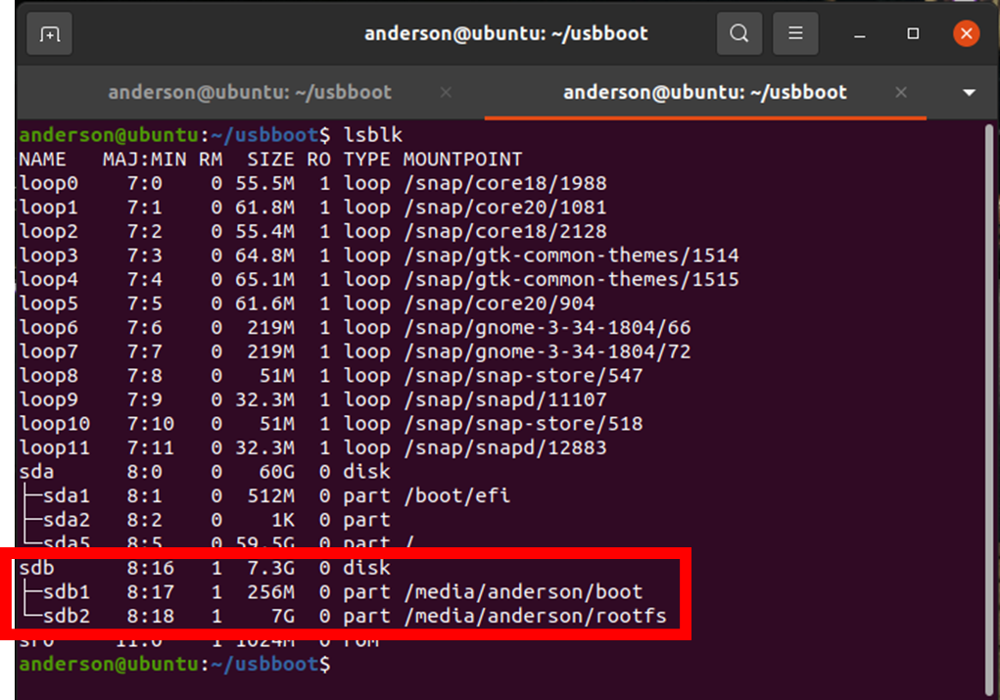 anderson@ubuntu: ~/usbboot
anderson@ubuntu: ~/usbboot × anderson@ubuntu: ~/usbboot ×
anderson@ubuntu:~/usbboot$ lsblk
NAME MAJ:MIN RM SIZE RO TYPE MOUNTPOINT
loop0 7:0 0 55.5M 1 loop /snap/core18/1988
loop1 7:1 0 61.8M 1 loop /snap/core20/1081
loop2 7:2 0 55.4M 1 loop /snap/core18/2128
loop3 7:3 0 64.8M 1 loop /snap/gtk-common-themes/1514
loop4 7:4 0 65.1M 1 loop /snap/gtk-common-themes/1515
loop5 7:5 0 61.6M 1 loop /snap/core20/904
loop6 7:6 0 219M 1 loop /snap/gnome-3-34-1804/66
loop7 7:7 0 219M 1 loop /snap/gnome-3-34-1804/72
loop8 7:8 0 51M 1 loop /snap/snap-store/547
loop9 7:9 0 32.3M 1 loop /snap/snapd/11107
loop10 7:10 0 51M 1 loop /snap/snap-store/518
loop11 7:11 0 32.3M 1 loop /snap/snapd/12883
sda 8:0 0 60G 0 disk
├─sda1 8:1 0 512M 0 part /boot/efi
├─sda2 8:2 0 1K 0 part
└─sda5 8:5 0 59.5G 0 part /
sdb 8:16 1 7.3G 0 disk
├─sdb1 8:17 1 256M 0 part /media/anderson/boot
└─sdb2 8:18 1 7G 0 part /media/anderson/rootfs
sr0 11:0 1 1024M 0 rom
anderson@ubuntu:~/usbboot$